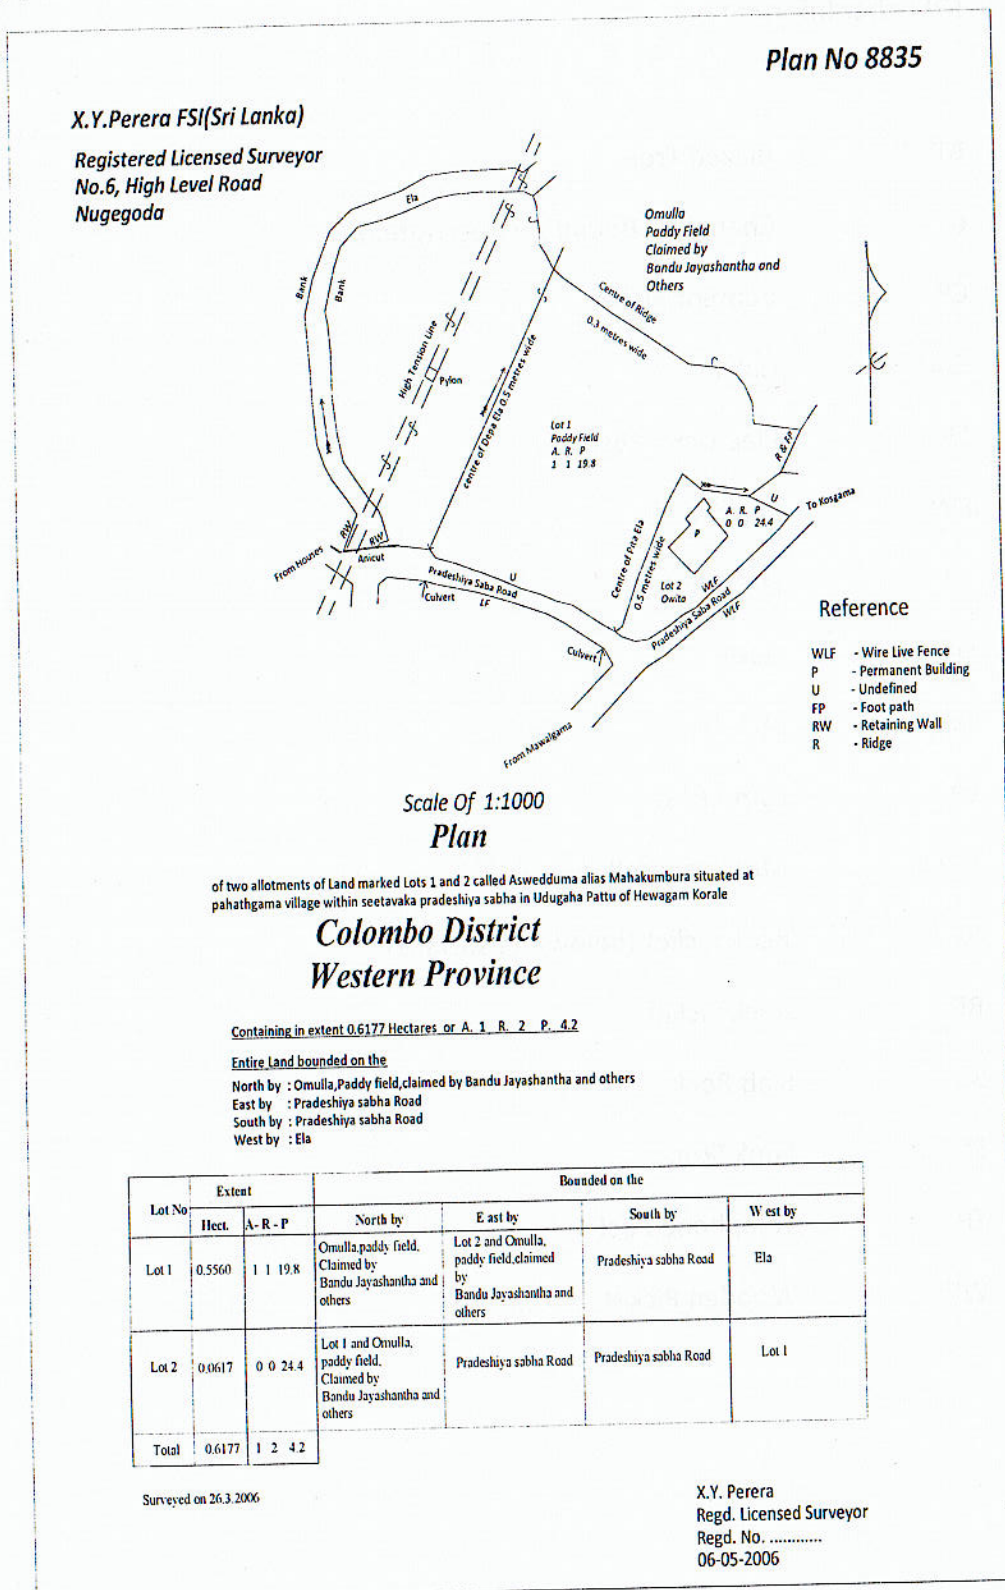 Plan No 8835
X.Y.Perera FSI(Sri Lanka)
Registered Licensed Surveyor
No.6, High Level Road
Nugegoda
Ela
Omulla
Paddy Field
Claimed by
Bandu Jayashantha and
Others
Bank
Bank
Centre of Ridge
0.3 metres wide
High Tension Line
Pylon
centre of Depa Ela 0.5 metres wide
Lot 1
Paddy Field
A. R. P
1 1 19.8
R & FP
U
To Kosgama
A. R. P
0 0 24.4
P
Centre of Pita Ela
0.5 metres wide
Lot 2
Owita
WLF
Pradeshiya Saba Road
WLF
RW
RW
Anicut
From Houses
Pradeshiya Saba Road
U
Culvert
LF
Culvert
From Mawalgama
Reference
WLF - Wire Live Fence
P - Permanent Building
U - Undefined
FP - Foot path
RW - Retaining Wall
R - Ridge
Scale Of 1:1000
Plan
of two allotments of Land marked Lots 1 and 2 called Aswedduma alias Mahakumbura situated at
pahathgama village within seetavaka pradeshiya sabha in Udugaha Pattu of Hewagam Korale
Colombo District
Western Province
Containing in extent 0.6177 Hectares or A. 1 R. 2 P. 4.2
Entire Land bounded on the
North by : Omulla,Paddy field,claimed by Bandu Jayashantha and others
East by : Pradeshiya sabha Road
South by : Pradeshiya sabha Road
West by : Ela
Lot No Extent Bounded on the
Hect. A- R - P North by East by South by West by
Lot 1 0.5560 1 1 19.8
Omulla,paddy field,
Claimed by
Bandu Jayashantha and
others
Lot 2 and Omulla,
paddy field,claimed
by
Bandu Jayashantha and
others
Pradeshiya sabha Road
Ela
Lot 2 0.0617 0 0 24.4
Lot 1 and Omulla,
paddy field,
Claimed by
Bandu Jayashantha and
others
Pradeshiya sabha Road
Pradeshiya sabha Road
Lot 1
Total 0.6177 1 2 4.2
Surveyed on 26.3.2006
X.Y. Perera
Regd. Licensed Surveyor
Regd. No. ............
06-05-2006